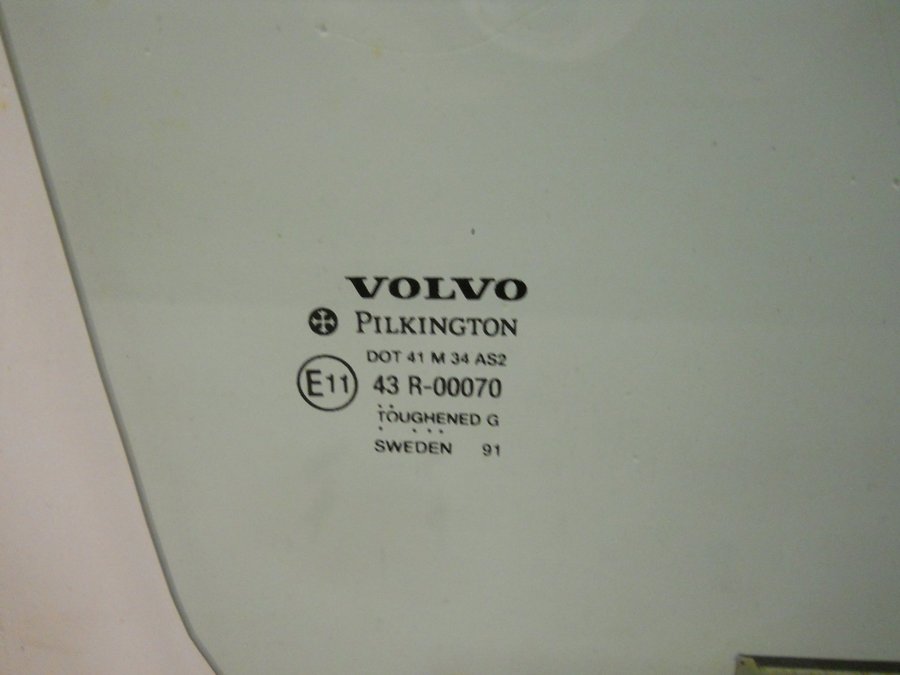 VOLVO
PILKINGTON
DOT 41 M 34 AS2
E11 43 R-00070
TOUGHENED G
SWEDEN 91